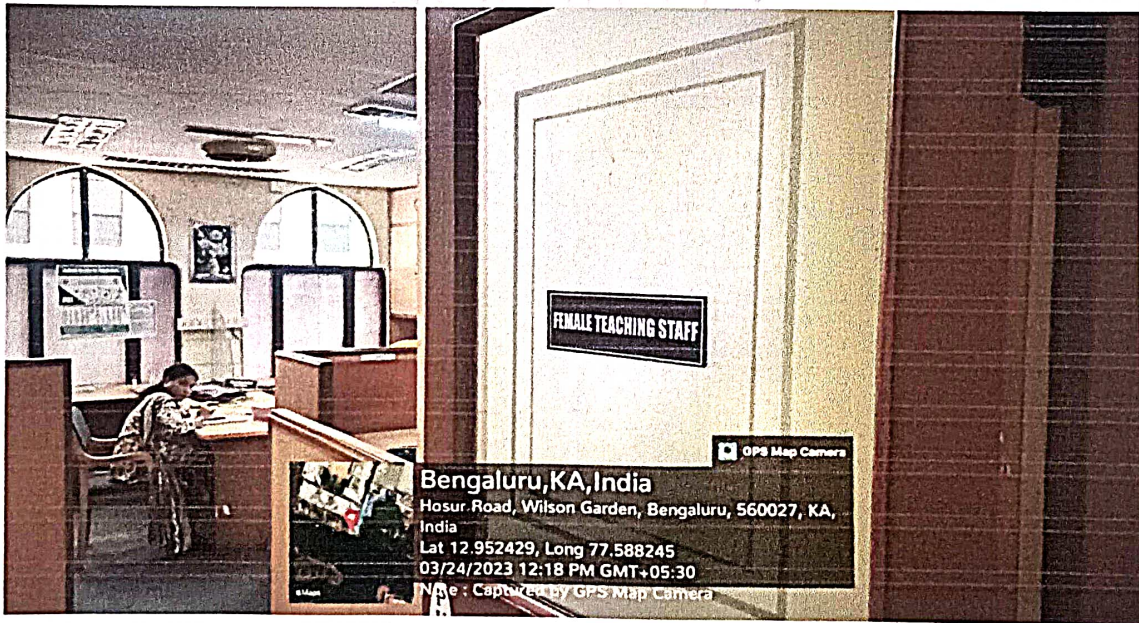 FEMALE TEACHING STAFF
GPS Map Camera
Bengaluru,KA,India
Hosur Road, Wilson Garden, Bengaluru, 560027, KA,
India
Lat 12.952429, Long 77.588245
03/24/2023 12:18 PM GMT+05:30
Note : Captured by GPS Map Camera